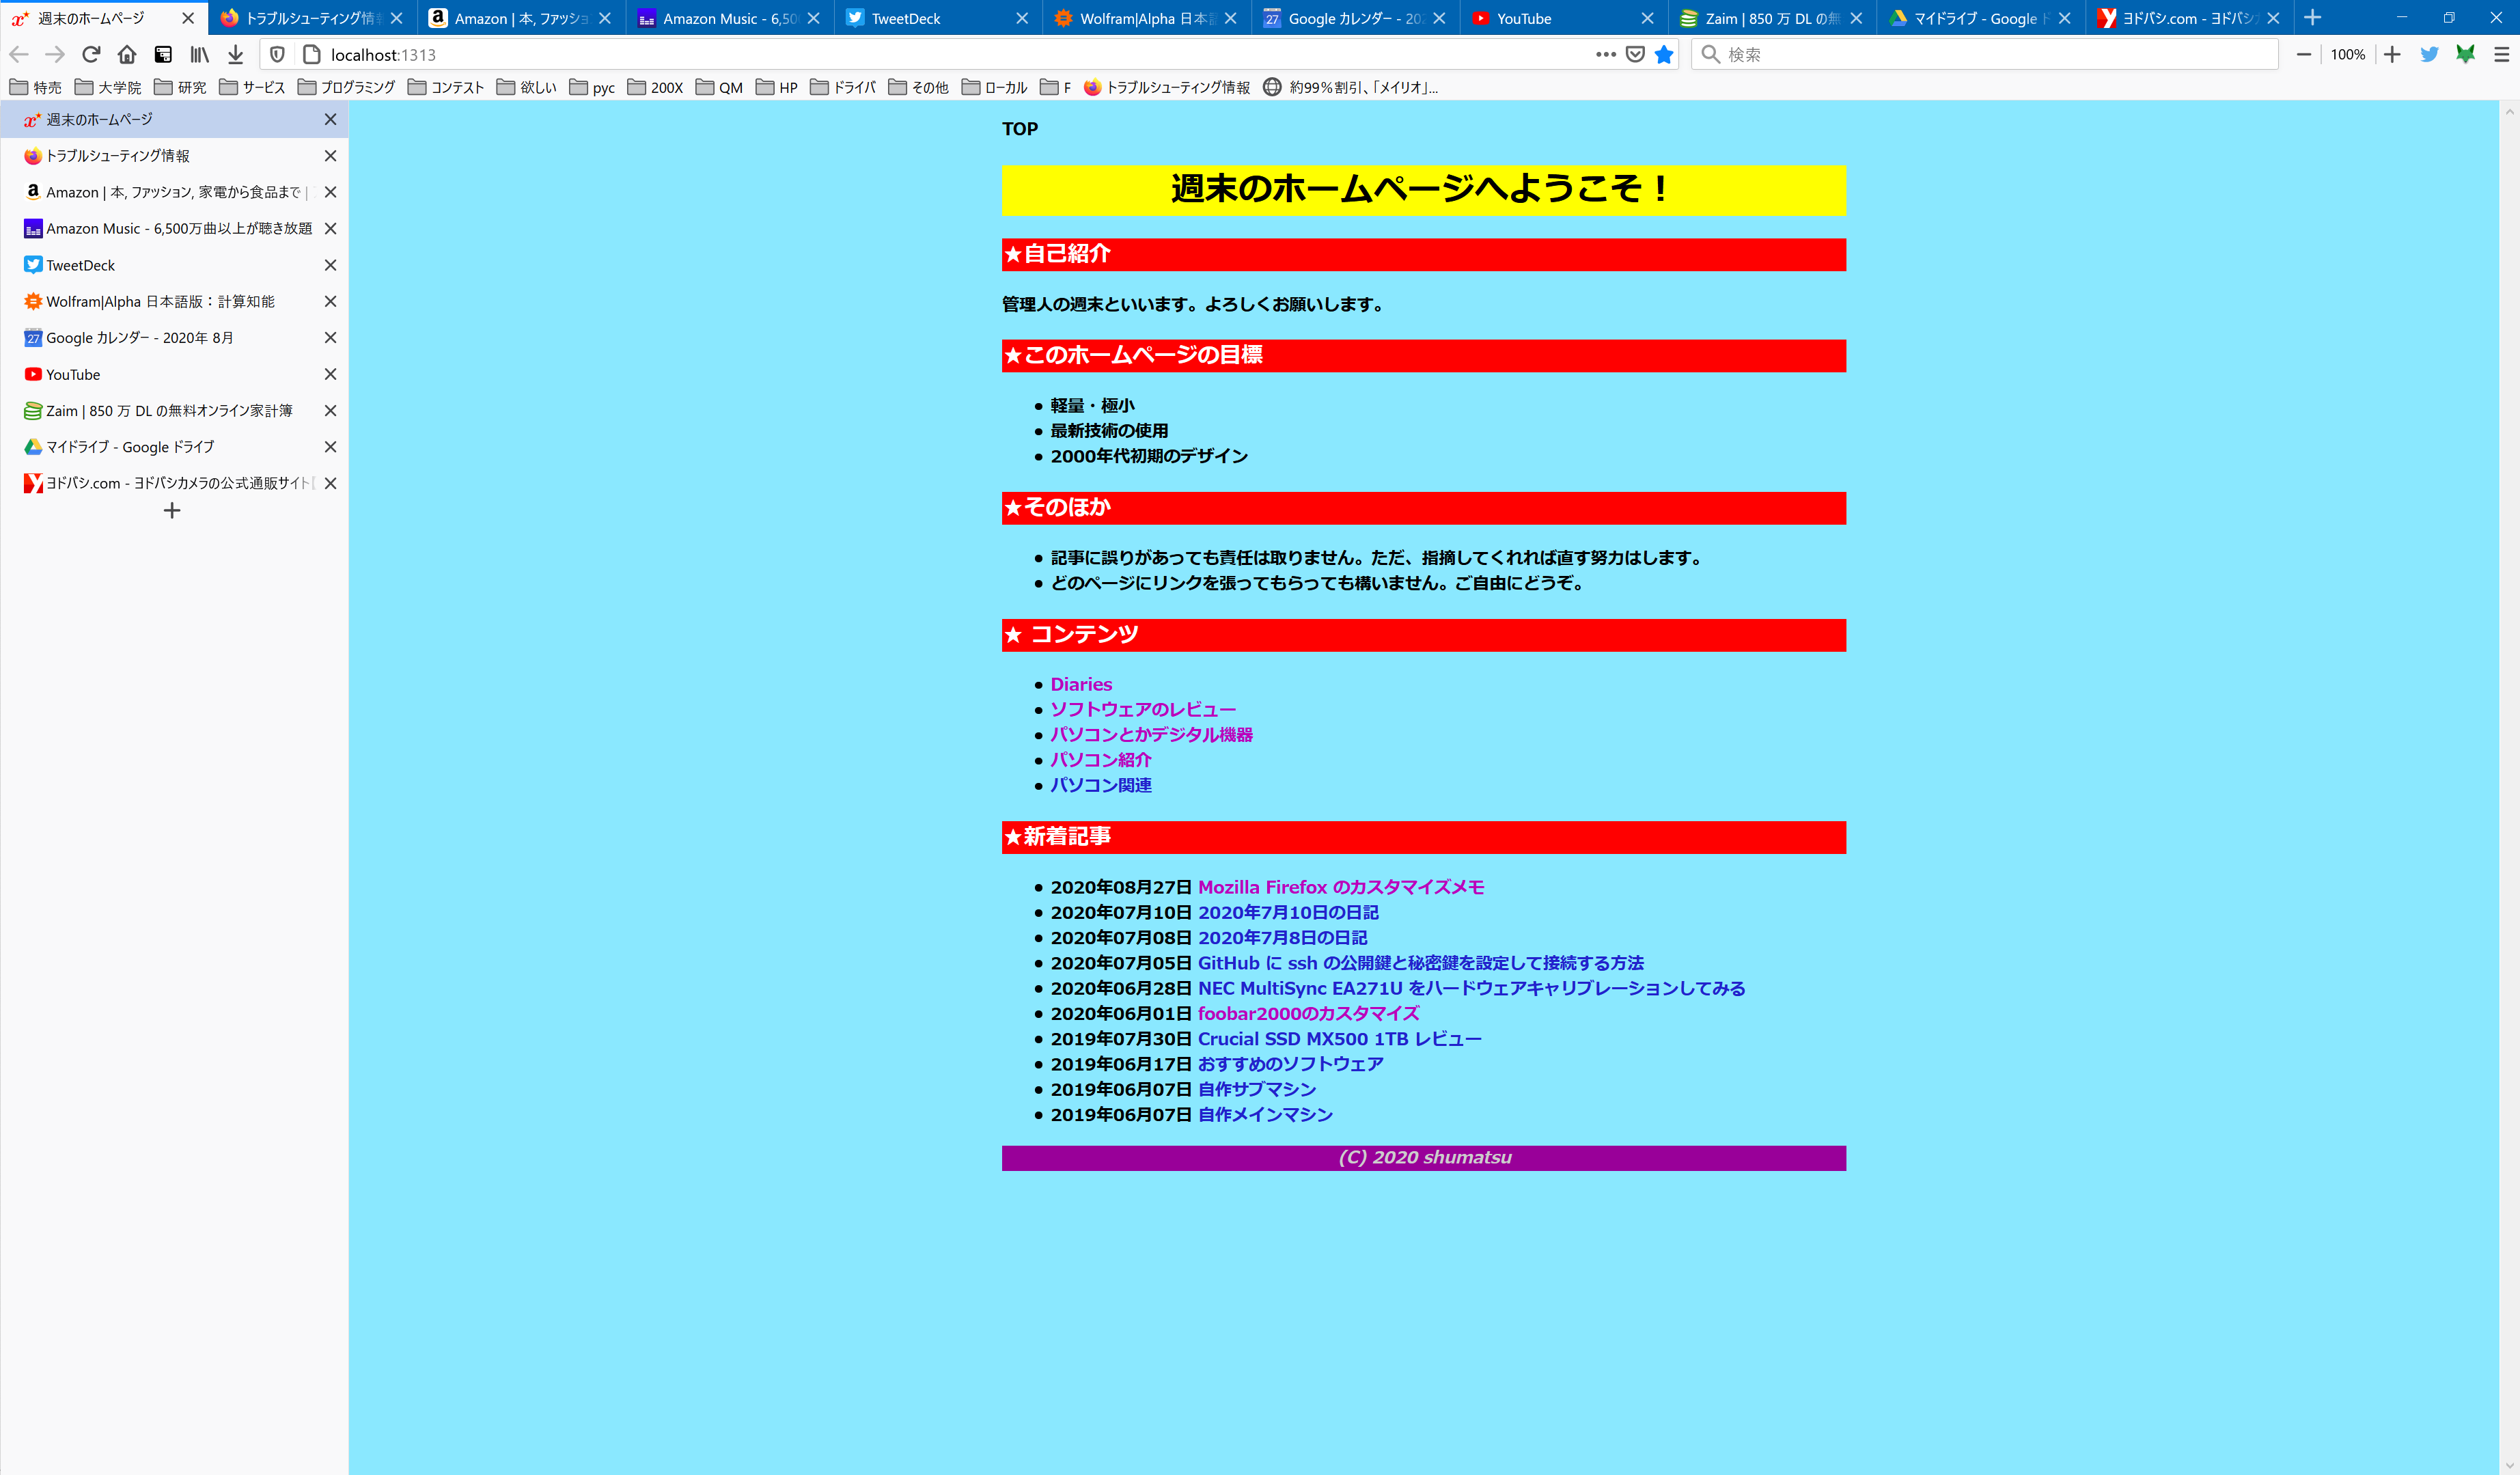 週末のホームページ
トラブルシューティング情
Amazon | 本, ファッショ
Amazon Music - 6,50
TweetDeck
Wolfram|Alpha 日本語
Google カレンダー - 202
YouTube
Zaim | 850 万 DL の無
マイドライブ - Google ド
ヨドバシ.com - ヨドバシ
localhost:1313
検索
100%
特売 大学院 研究 サービス プログラミング コンテスト 欲しい pyc 200X QM HP ドライバ その他 ローカル F トラブルシューティング情報 約99%割引、「メイリオ」...
週末のホームページ
トラブルシューティング情報
Amazon | 本, ファッション, 家電から食品まで |
Amazon Music - 6,500万曲以上が聴き放題
TweetDeck
Wolfram|Alpha 日本語版：計算知能
Google カレンダー - 2020年 8月
YouTube
Zaim | 850 万 DL の無料オンライン家計簿
マイドライブ - Google ドライブ
ヨドバシ.com - ヨドバシカメラの公式通販サイト
TOP
週末のホームページへようこそ！
★自己紹介
管理人の週末といいます。よろしくお願いします。
★このホームページの目標
• 軽量・極小
• 最新技術の使用
• 2000年代初期のデザイン
★そのほか
• 記事に誤りがあっても責任は取りません。ただ、指摘してくれれば直す努力はします。
• どのページにリンクを張ってもらっても構いません。ご自由にどうぞ。
★ コンテンツ
• Diaries
• ソフトウェアのレビュー
• パソコンとかデジタル機器
• パソコン紹介
• パソコン関連
★新着記事
• 2020年08月27日 Mozilla Firefox のカスタマイズメモ
• 2020年07月10日 2020年7月10日の日記
• 2020年07月08日 2020年7月8日の日記
• 2020年07月05日 GitHub に ssh の公開鍵と秘密鍵を設定して接続する方法
• 2020年06月28日 NEC MultiSync EA271U をハードウェアキャリブレーションしてみる
• 2020年06月01日 foobar2000のカスタマイズ
• 2019年07月30日 Crucial SSD MX500 1TB レビュー
• 2019年06月17日 おすすめのソフトウェア
• 2019年06月07日 自作サブマシン
• 2019年06月07日 自作メインマシン
(C) 2020 shumatsu